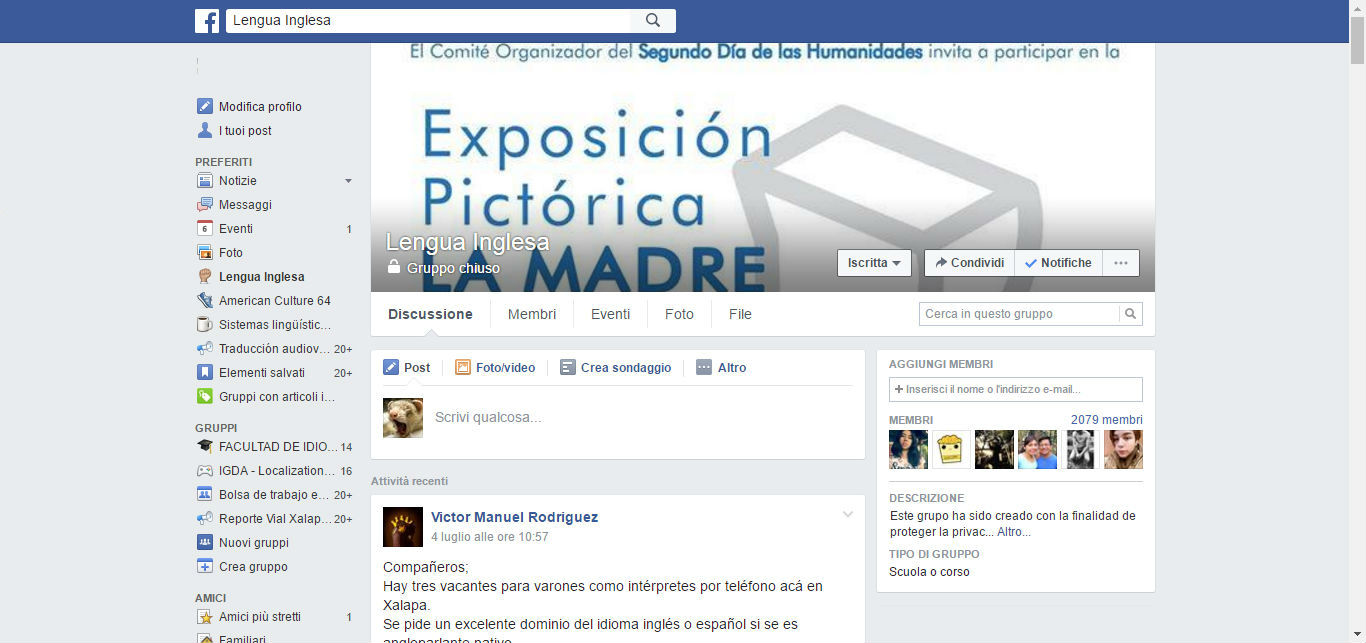 Lengua Inglesa
El Comité Organizador del Segundo Día de las Humanidades invita a participar en la
Exposición
Pictórica
LA MADRE
Lengua Inglesa
Gruppo chiuso
Iscritta
Condividi
Notifiche
Modifica profilo
I tuoi post
PREFERITI
Notizie
Messaggi
6 Eventi 1
Foto
Lengua Inglesa
American Culture 64
Sistemas lingüístic...
Traducción audiov... 20+
Elementi salvati 20+
Gruppi con articoli i...
GRUPPI
FACULTAD DE IDIO... 14
IGDA - Localization... 16
Bolsa de trabajo e... 20+
Reporte Vial Xalap... 20+
Nuovi gruppi
Crea gruppo
AMICI
Amici più stretti 1
Familiari
Discussione Membri Eventi Foto File
Cerca in questo gruppo
Post Foto/video Crea sondaggio Altro
Scrivi qualcosa...
Attività recenti
Victor Manuel Rodríguez
4 luglio alle ore 10:57
Compañeros;
Hay tres vacantes para varones como intérpretes por teléfono acá en
Xalapa.
Se pide un excelente dominio del idioma inglés o español si se es
angloparlante nativo
AGGIUNGI MEMBRI
+ Inserisci il nome o l'indirizzo e-mail...
MEMBRI 2079 membri
DESCRIZIONE
Este grupo ha sido creado con la finalidad de
proteger la privac... Altro...
TIPO DI GRUPPO
Scuola o corso